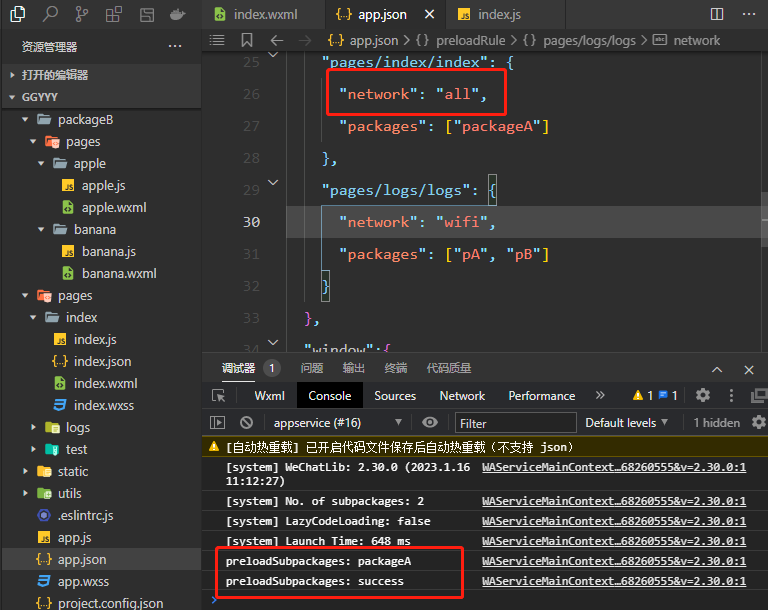 index.wxml
{..} app.json ×
JS index.js
资源管理器 ···
打开的编辑器
GGYYY
packageB
pages
apple
apple.js
apple.wxml
banana
banana.js
banana.wxml
pages
index
index.js
index.json
index.wxml
index.wxss
logs
test
static
utils
.eslintrc.js
app.js
app.json
app.wxss
project.config.json
{..} app.json > {} preloadRule > {} pages/logs/logs > network
25 "pages/index/index": {
26 "network": "all",
27 "packages": ["packageA"]
28 },
29 "pages/logs/logs": {
30 "network": "wifi",
31 "packages": ["pA", "pB"]
32 }
33 },
34 "window":{
调试器 1 问题 输出 终端 代码质量
Wxml Console Sources Network Performance » 1 1
appservice (#16) Filter Default levels 1 hidden
[自动热重载] 已开启代码文件保存后自动热重载（不支持 json）
[system] WeChatLib: 2.30.0 (2023.1.16 11:12:27) WAServiceMainContext…68260555&v=2.30.0:1
[system] No. of subpackages: 2 WAServiceMainContext…68260555&v=2.30.0:1
[system] LazyCodeLoading: false WAServiceMainContext…68260555&v=2.30.0:1
[system] Launch Time: 648 ms WAServiceMainContext…68260555&v=2.30.0:1
preloadSubpackages: packageA WAServiceMainContext…68260555&v=2.30.0:1
preloadSubpackages: success WAServiceMainContext…68260555&v=2.30.0:1
>